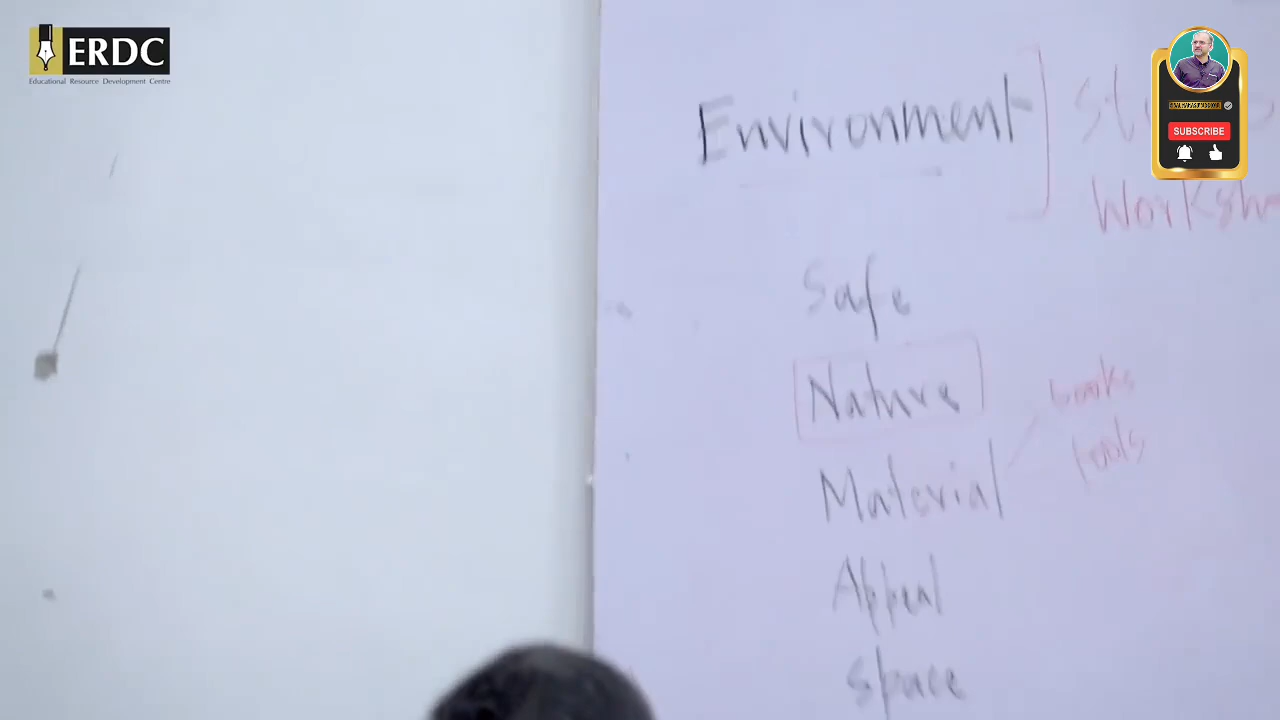 ERDC
Educational Resource Development Centre
SUBSCRIBE
Environment
Worksh
Safe
Nature
books
tools
Material
Appeal
space